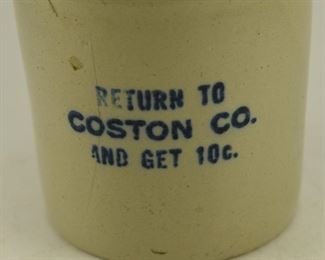 RETURN TO
COSTON CO.
AND GET 10c.